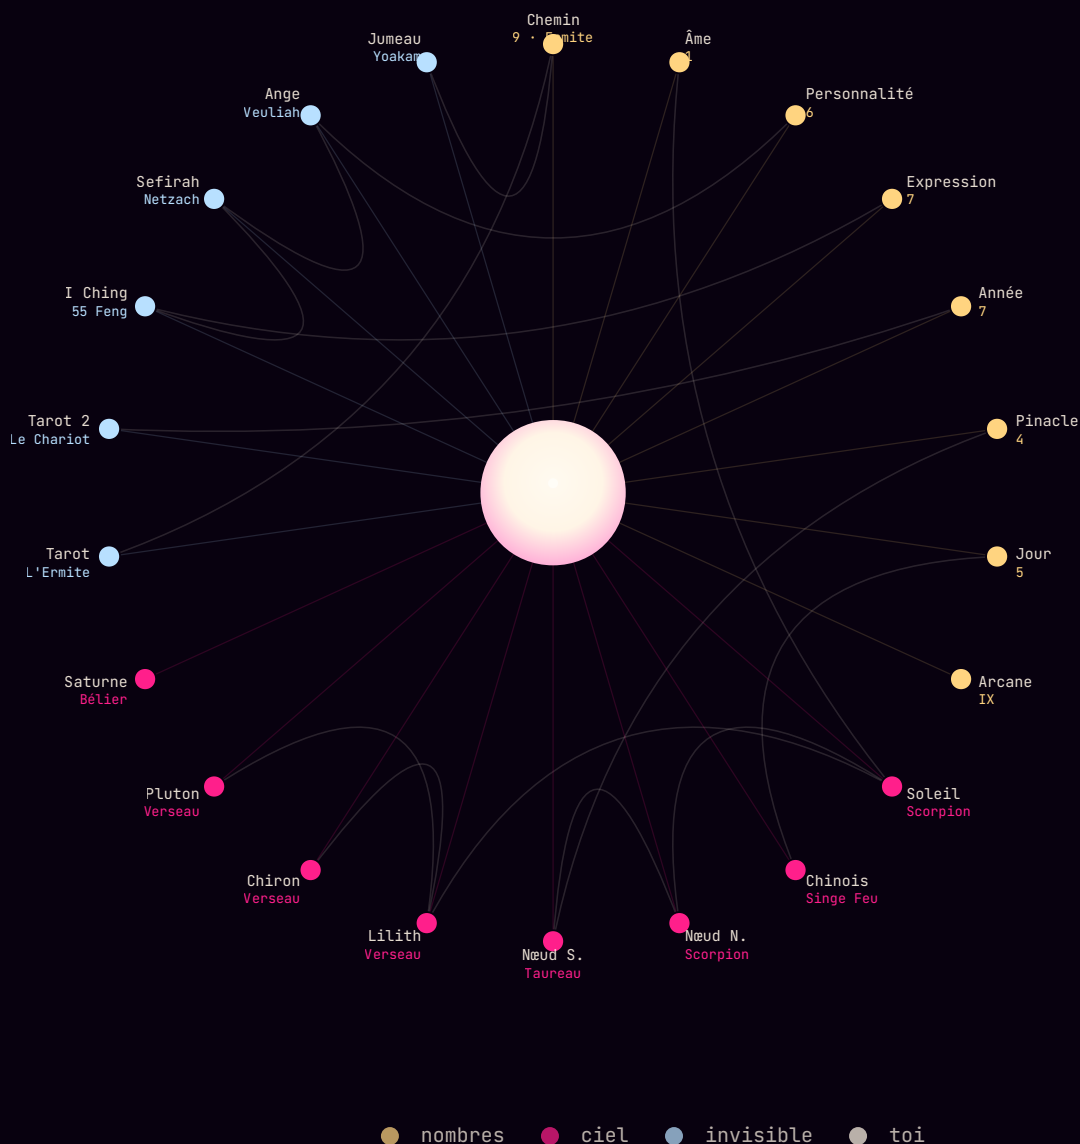 Chemin
9 · Ermite
Jumeau
Yoakam
Âme
1
Ange
Veuliah
Personnalité
6
Sefirah
Netzach
Expression
7
I Ching
55 Feng
Année
7
Tarot 2
Le Chariot
Pinacle
4
Tarot
L'Ermite
Jour
5
Saturne
Bélier
Arcane
IX
Pluton
Verseau
Soleil
Scorpion
Chiron
Verseau
Chinois
Singe Feu
Lilith
Verseau
Nœud N.
Scorpion
Nœud S.
Taureau
nombres ciel invisible toi